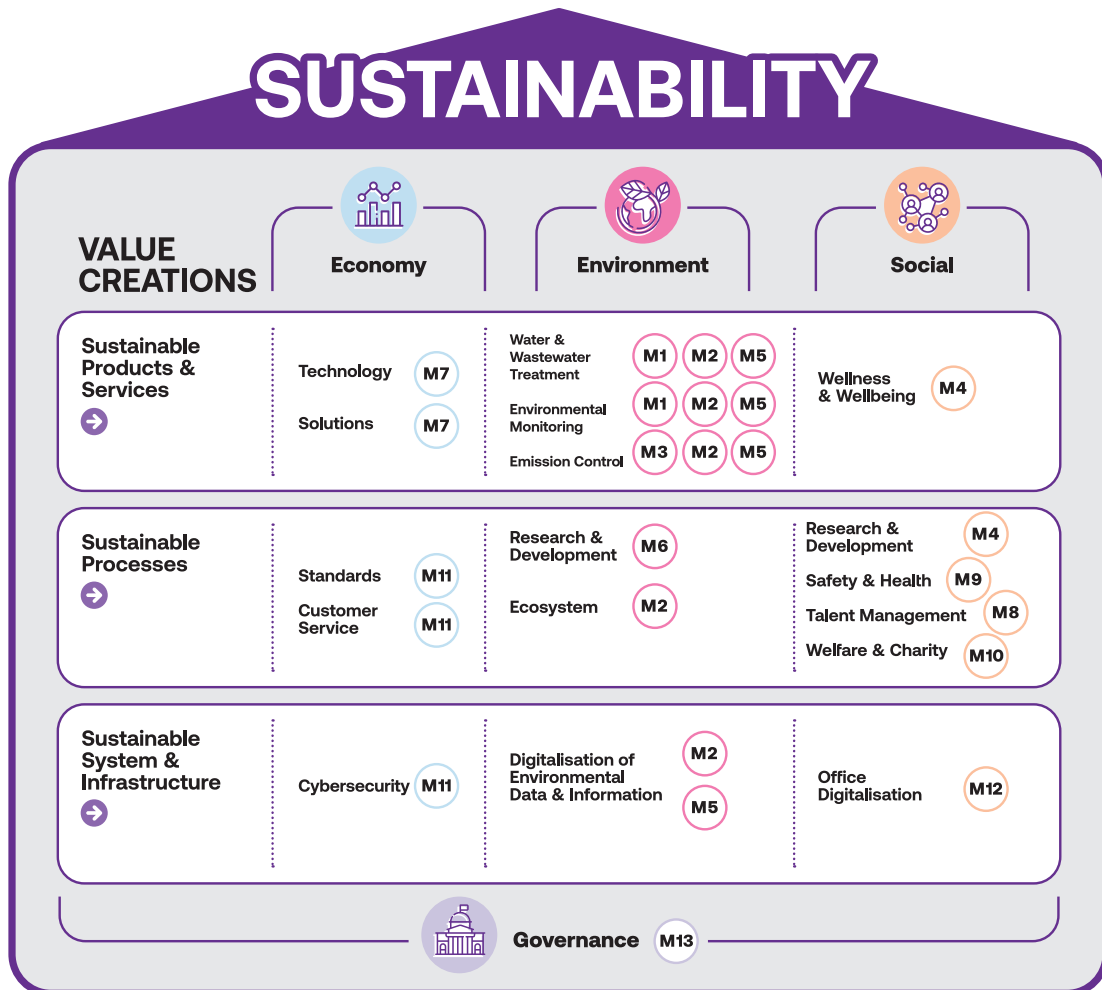 SUSTAINABILITY
VALUE
CREATIONS
Economy
Environment
Social
Sustainable
Products &
Services
Technology
M7
Solutions
M7
Water &
Wastewater
Treatment
M1 M2 M5
Environmental
Monitoring
M1 M2 M5
Emission Control
M3 M2 M5
Wellness
& Wellbeing
M4
Sustainable
Processes
Standards
M11
Customer
Service
M11
Research &
Development
M6
Ecosystem
M2
Research &
Development
M4
Safety & Health
M9
Talent Management
M8
Welfare & Charity
M10
Sustainable
System &
Infrastructure
Cybersecurity
M11
Digitalisation of
Environmental
Data & Information
M2
M5
Office
Digitalisation
M12
Governance
M13